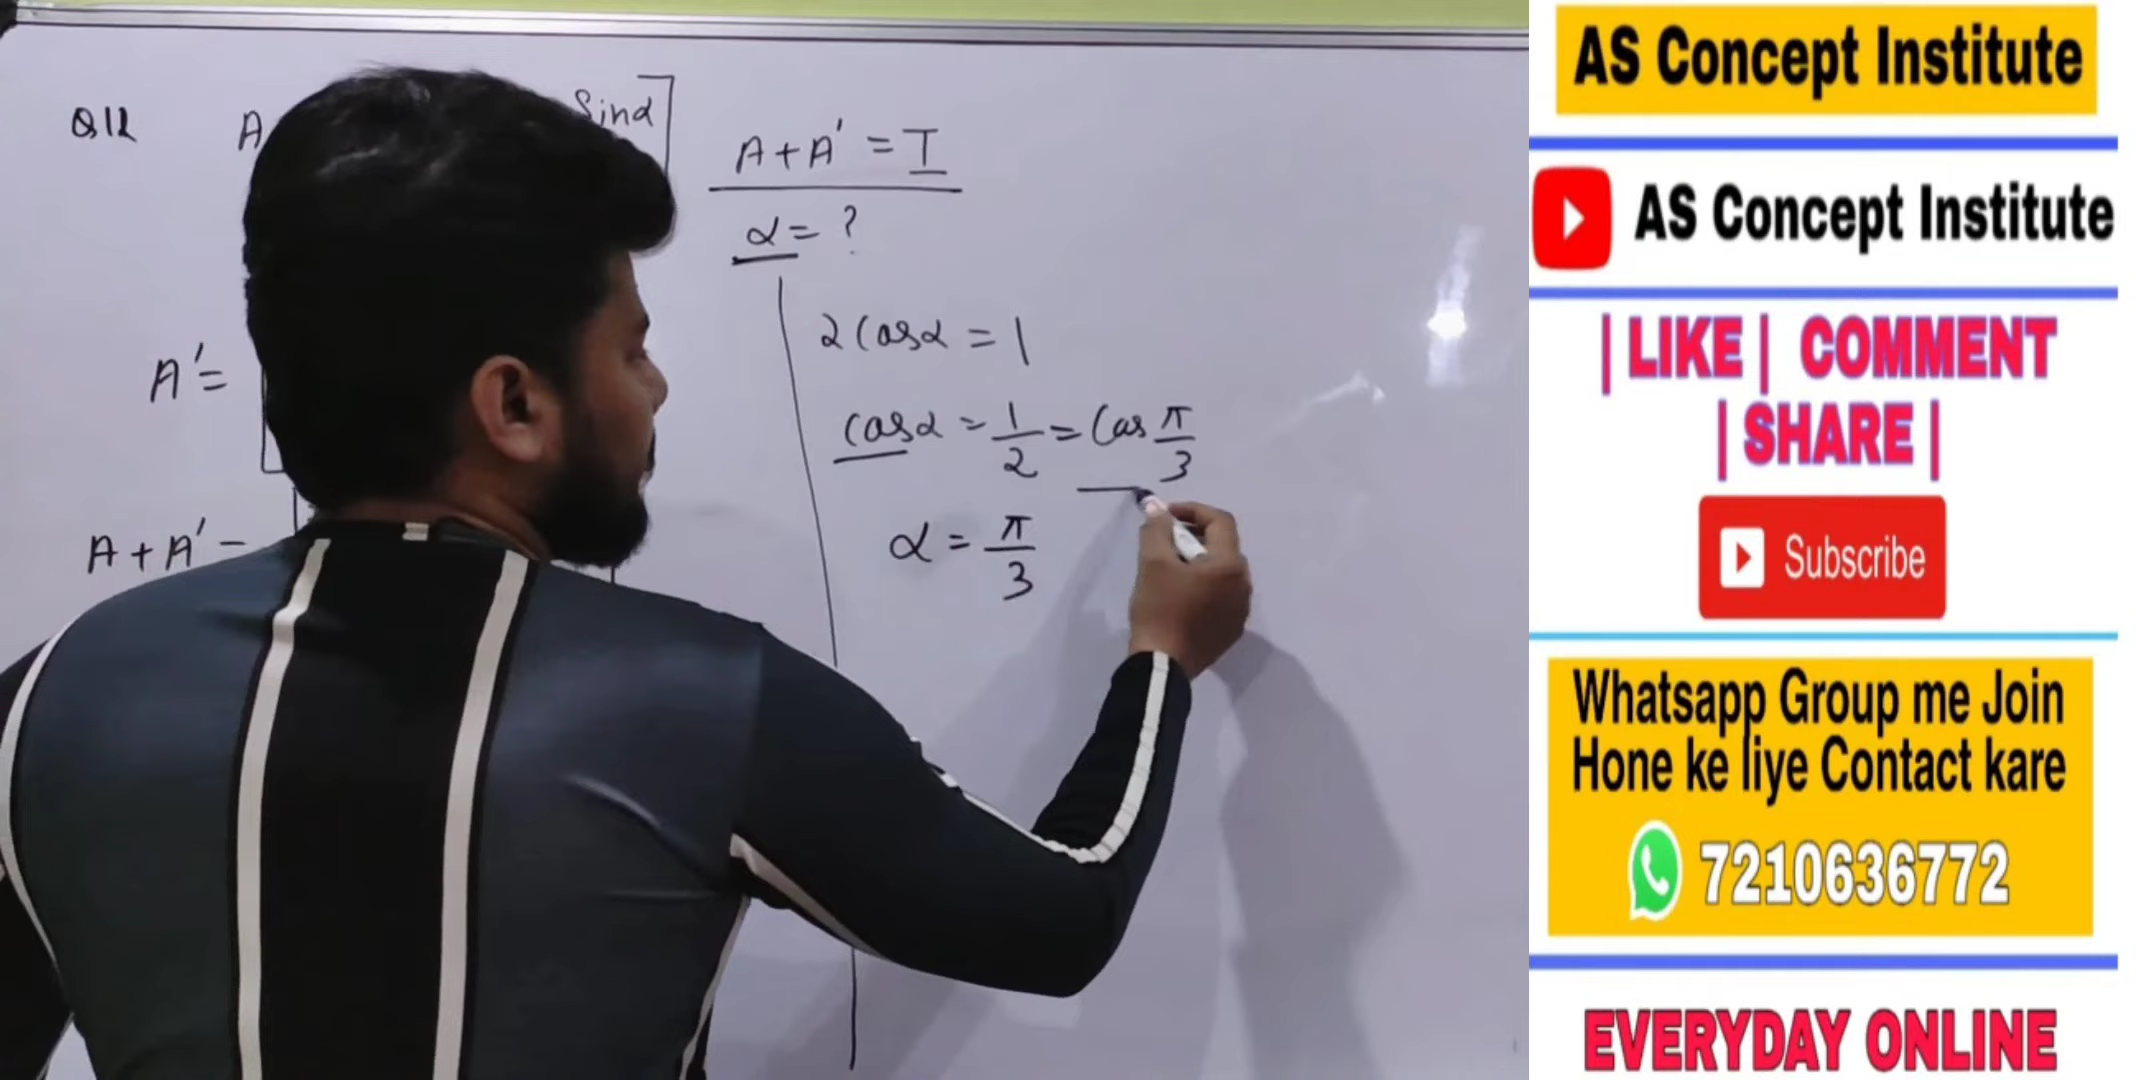 Q12 A Sinα
A + A' = I
α = ?
A' =
2 Cosα = 1
Cosα = 1/2 = Cos π/3
A + A' =
α = π/3
AS Concept Institute
AS Concept Institute
| LIKE | COMMENT
| SHARE |
Subscribe
Whatsapp Group me Join
Hone ke liye Contact kare
7210636772
EVERYDAY ONLINE